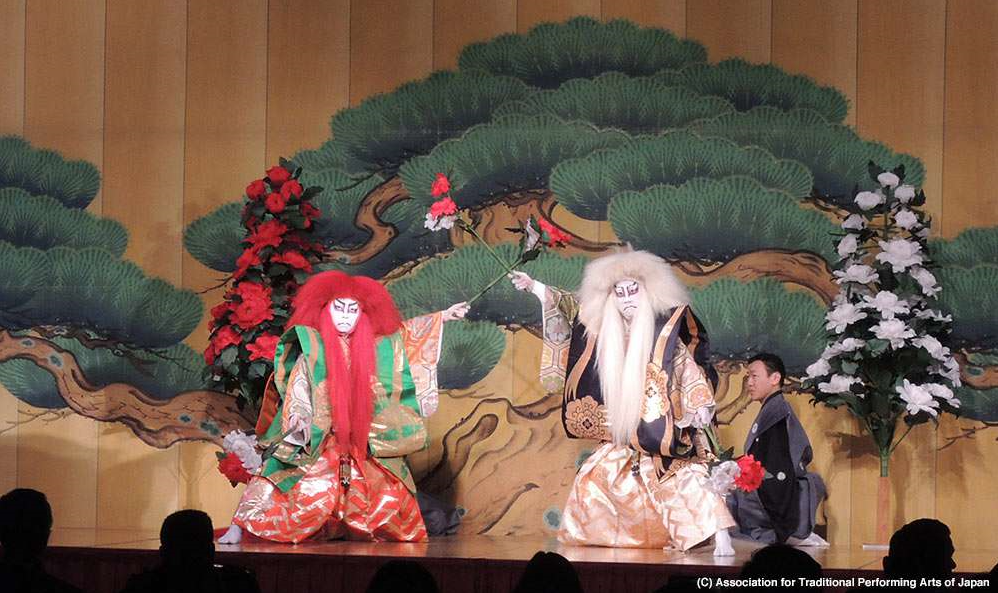 (C) Association for Traditional Performing Arts of Japan